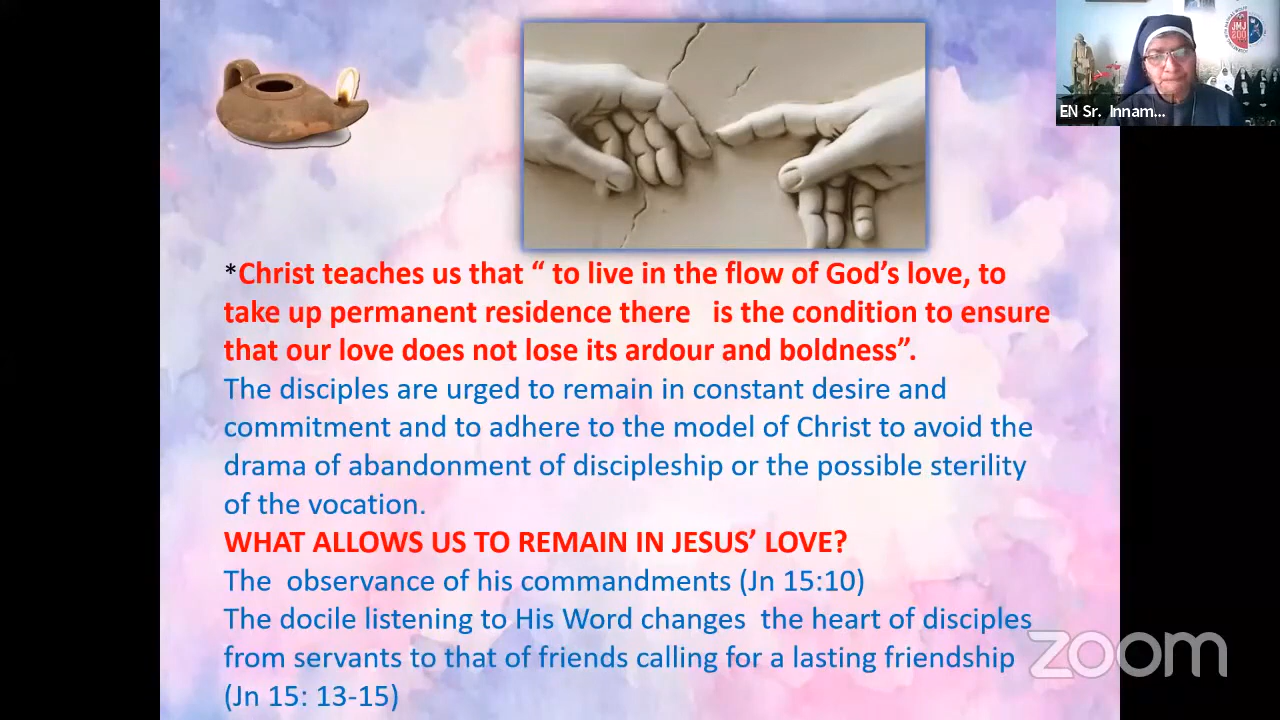 JMJ
200
EN Sr. Innam...
*Christ teaches us that “ to live in the flow of God’s love, to
take up permanent residence there is the condition to ensure
that our love does not lose its ardour and boldness”.
The disciples are urged to remain in constant desire and
commitment and to adhere to the model of Christ to avoid the
drama of abandonment of discipleship or the possible sterility
of the vocation.
WHAT ALLOWS US TO REMAIN IN JESUS’ LOVE?
The observance of his commandments (Jn 15:10)
The docile listening to His Word changes the heart of disciples
from servants to that of friends calling for a lasting friendship
(Jn 15: 13-15)
zoom